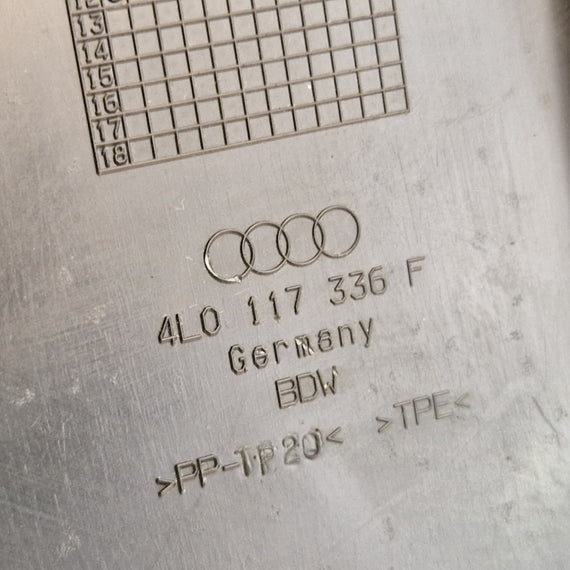 13
14
15
16
17
18
4L0 117 336 F
Germany
BDW
>PP-TP20< >TPE<